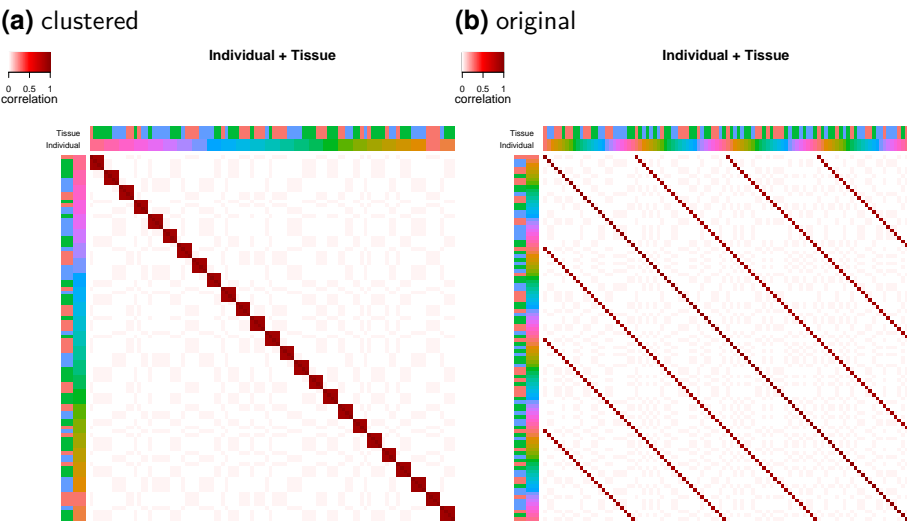 (a) clustered
Individual + Tissue
0 0.5 1
correlation
Tissue
Individual
(b) original
Individual + Tissue
0 0.5 1
correlation
Tissue
Individual